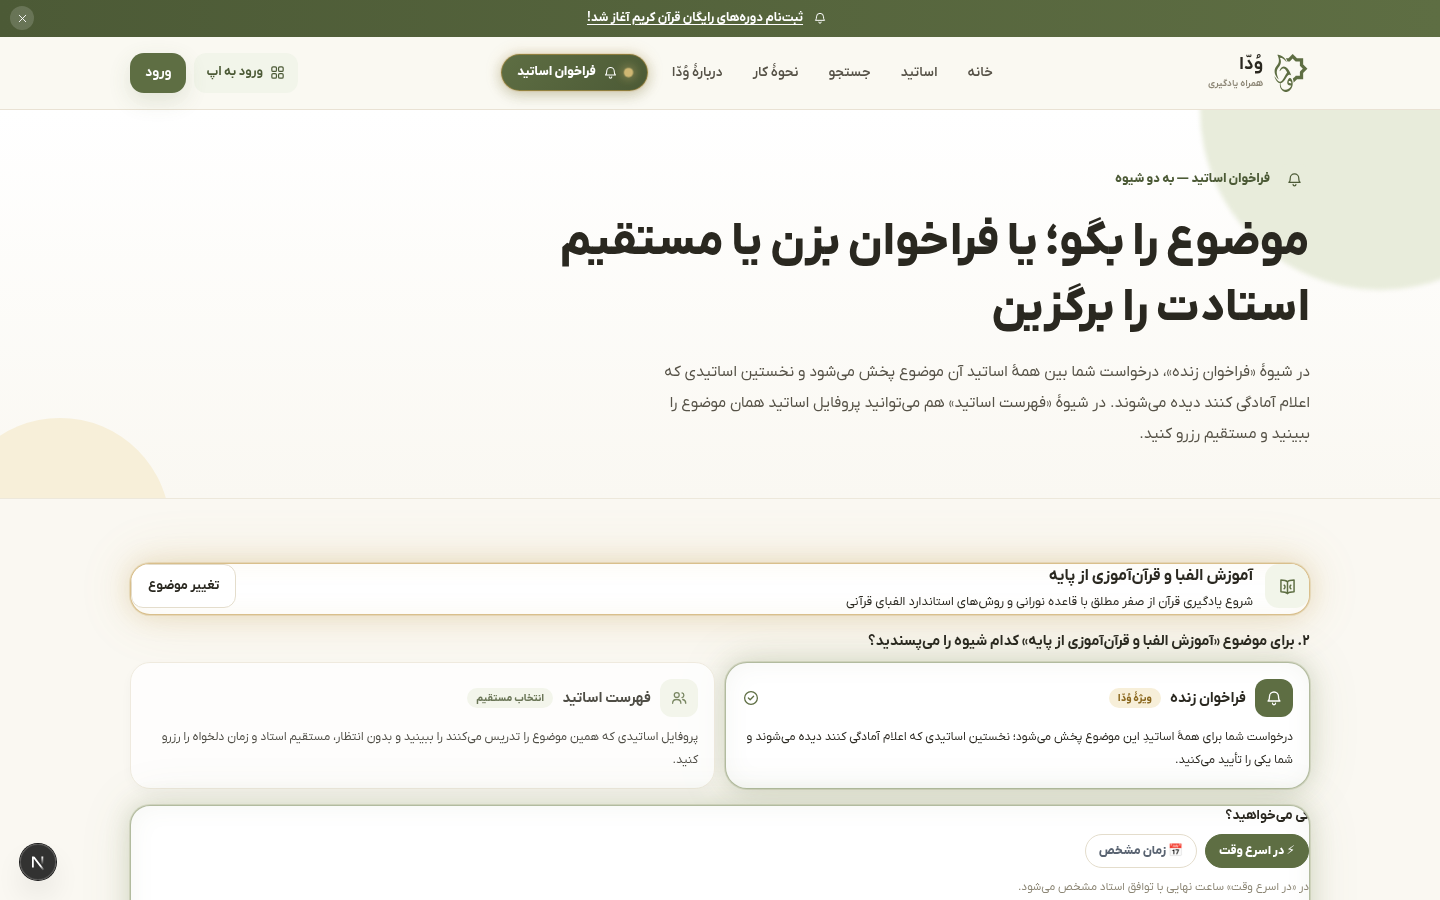 ثبت‌نام دوره‌های رایگان قرآن کریم آغاز شد!
وُدّا
همراه یادگیری
خانه
اساتید
جستجو
نحوهٔ کار
دربارهٔ وُدّا
فراخوان اساتید
ورود به اپ
ورود
فراخوان اساتید — به دو شیوه
موضوع را بگو؛ یا فراخوان بزن یا مستقیم
استادت را برگزین
در شیوهٔ «فراخوان زنده»، درخواست شما بین همهٔ اساتید آن موضوع پخش می‌شود و نخستین اساتیدی که
اعلام آمادگی کنند دیده می‌شوند. در شیوهٔ «فهرست اساتید» هم می‌توانید پروفایل اساتید همان موضوع را
ببینید و مستقیم رزرو کنید.
آموزش الفبا و قرآن‌آموزی از پایه
شروع یادگیری قرآن از صفر مطلق با قاعده نورانی و روش‌های استاندارد الفبای قرآنی
تغییر موضوع
۲. برای موضوع «آموزش الفبا و قرآن‌آموزی از پایه» کدام شیوه را می‌پسندید؟
فراخوان زنده
ویژهٔ وُدّا
درخواست شما برای همهٔ اساتیدِ این موضوع پخش می‌شود؛ نخستین اساتیدی که اعلام آمادگی کنند دیده می‌شوند و
شما یکی را تأیید می‌کنید.
فهرست اساتید
انتخاب مستقیم
پروفایل اساتیدی که همین موضوع را تدریس می‌کنند را ببینید و بدون انتظار، مستقیم استاد و زمان دلخواه را رزرو
کنید.
کی می‌خواهید؟
⚡ در اسرع وقت
📅 زمان مشخص
در «در اسرع وقت» ساعت نهایی با توافق استاد مشخص می‌شود.